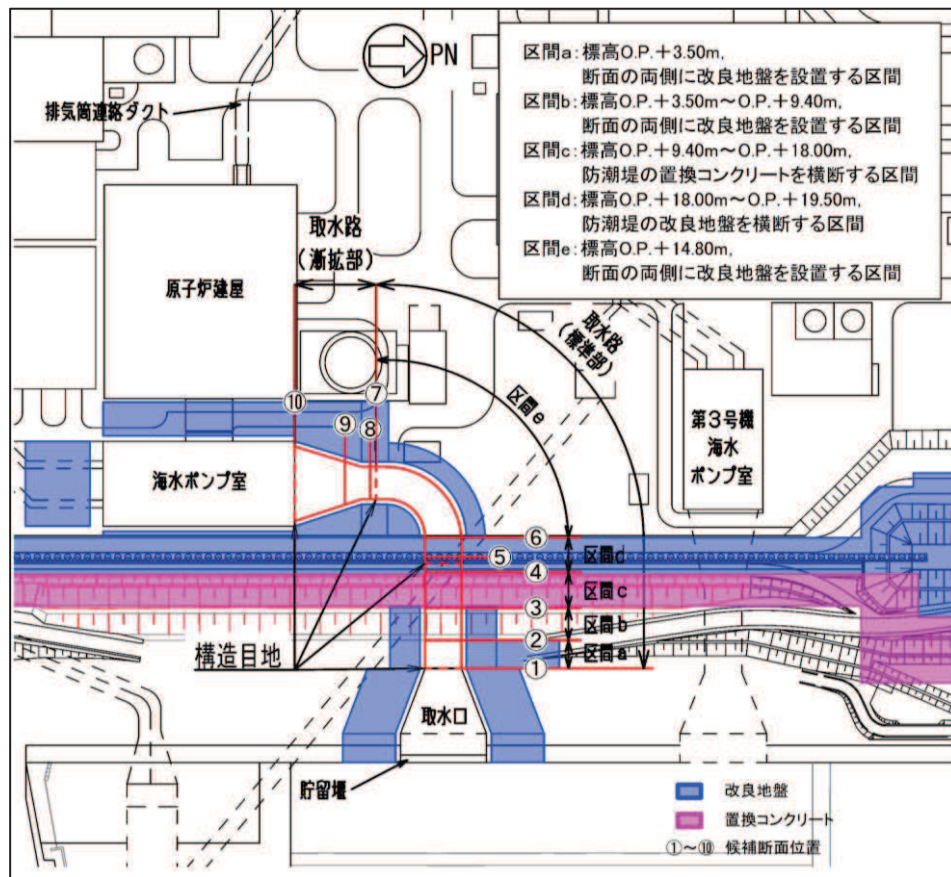 区間a:標高O.P.+3.50m,
断面の両側に改良地盤を設置する区間
区間b:標高O.P.+3.50m～O.P.+9.40m,
断面の両側に改良地盤を設置する区間
区間c:標高O.P.+9.40m～O.P.+18.00m,
防潮堤の置換コンクリートを横断する区間
区間d:標高O.P.+18.00m～O.P.+19.50m,
防潮堤の改良地盤を横断する区間
区間e:標高O.P.+14.80m,
断面の両側に改良地盤を設置する区間
PN
排気筒連絡ダクト
取水路
(漸拡部)
原子炉建屋
取水路
(標準部)
区間e
⑩
⑦
⑨
⑧
第3号機
海水
ポンプ室
海水ポンプ室
⑥
⑤
区間d
④
区間c
③
区間b
②
区間a
①
構造目地
取水口
貯留堰
改良地盤
置換コンクリート
①～⑩ 候補断面位置